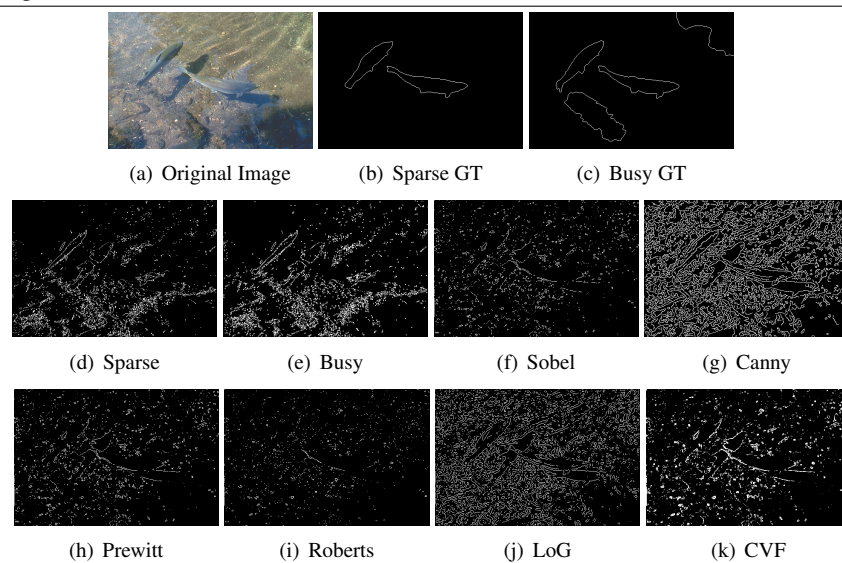 (a) Original Image (b) Sparse GT (c) Busy GT
(d) Sparse (e) Busy (f) Sobel (g) Canny
(h) Prewitt (i) Roberts (j) LoG (k) CVF